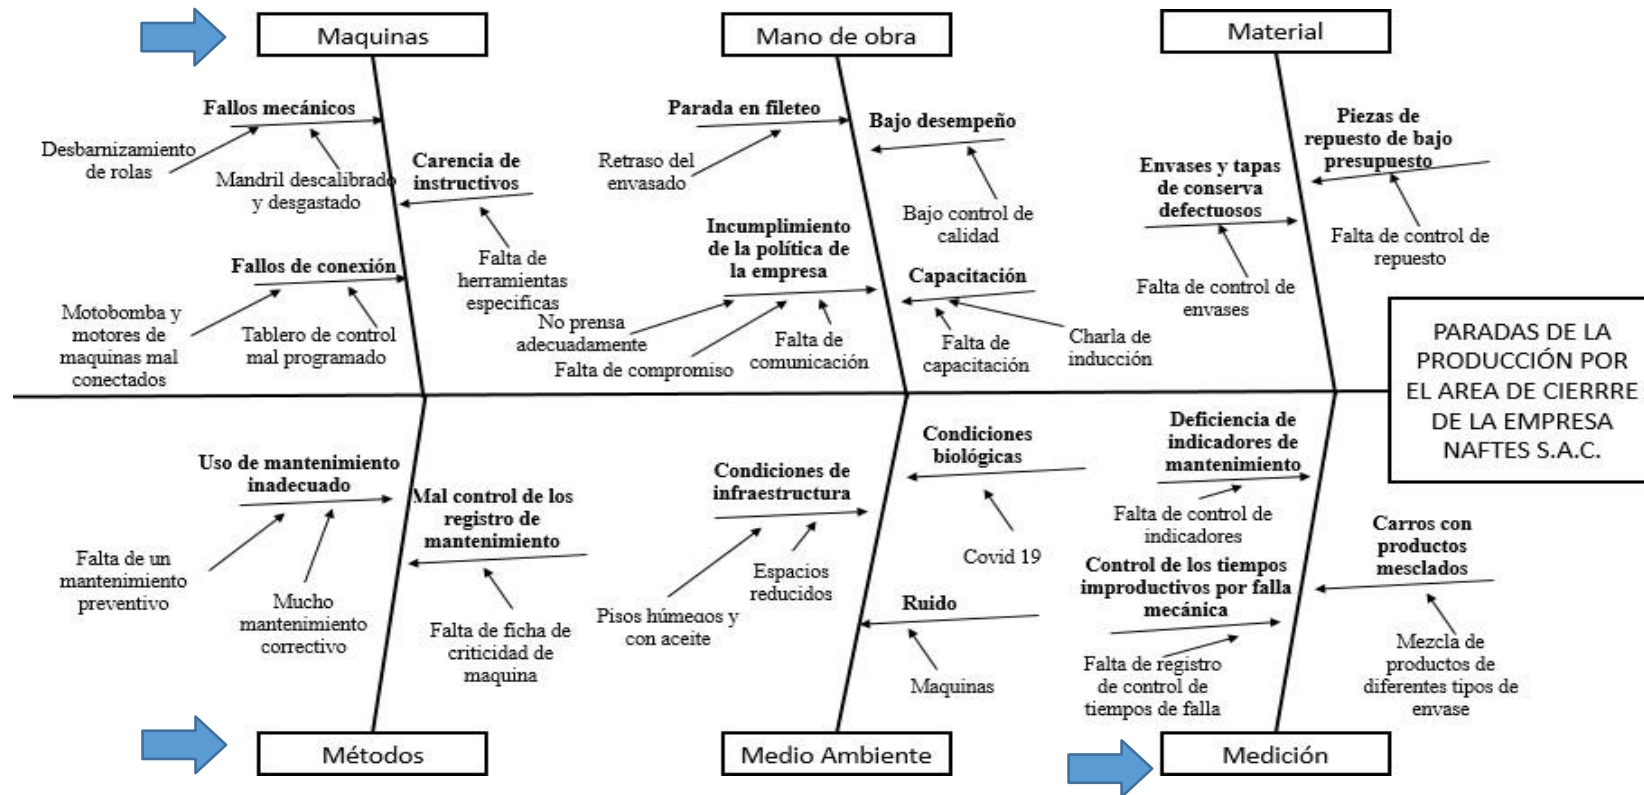 Maquinas
Mano de obra
Material
Fallos mecánicos
Desbarnizamiento
de rolas
Mandril descalibrado
y desgastado
Carencia de
instructivos
Falta de
herramientas
especificas
Fallos de conexión
Motobomba y
motores de
maquinas mal
conectados
Tablero de control
mal programado
Parada en fileteo
Retraso del
envasado
Bajo desempeño
Bajo control de
calidad
Incumplimiento
de la política de
la empresa
No prensa
adecuadamente
Falta de compromiso
Falta de
comunicación
Capacitación
Falta de
capacitación
Charla de
inducción
Piezas de
repuesto de bajo
presupuesto
Falta de control de
repuesto
Envases y tapas
de conserva
defectuosos
Falta de control de
envases
PARADAS DE LA
PRODUCCIÓN POR
EL AREA DE CIERRRE
DE LA EMPRESA
NAFTES S.A.C.
Uso de mantenimiento
inadecuado
Falta de un
mantenimiento
preventivo
Mucho
mantenimiento
correctivo
Mal control de los
registro de
mantenimiento
Falta de ficha de
criticidad de
maquina
Condiciones de
infraestructura
Pisos húmedos y
con aceite
Espacios
reducidos
Condiciones
biológicas
Covid 19
Ruido
Maquinas
Deficiencia de
indicadores de
mantenimiento
Falta de control de
indicadores
Control de los tiempos
improductivos por falla
mecánica
Falta de registro
de control de
tiempos de falla
Carros con
productos
mesclados
Mezcla de
productos de
diferentes tipos de
envase
Métodos
Medio Ambiente
Medición